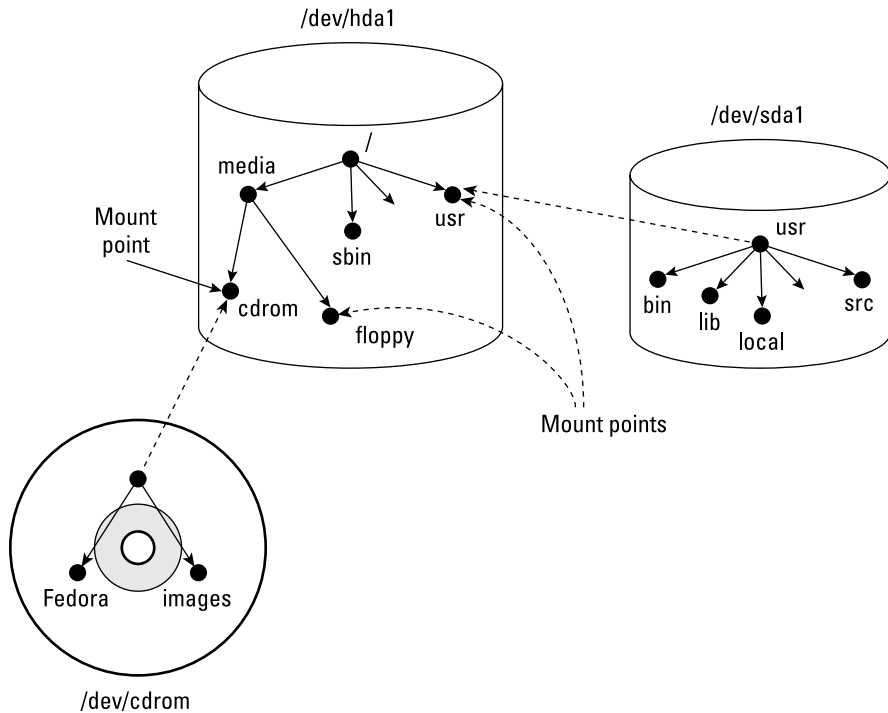 /dev/hda1
/dev/sda1
/
media
usr
sbin
Mount
point
cdrom
floppy
usr
bin
lib
local
src
Mount points
Fedora
images
/dev/cdrom